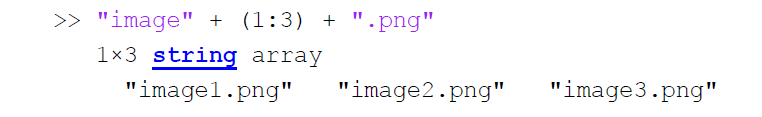 >> "image" + (1:3) + ".png"
1×3 string array
"image1.png" "image2.png" "image3.png"